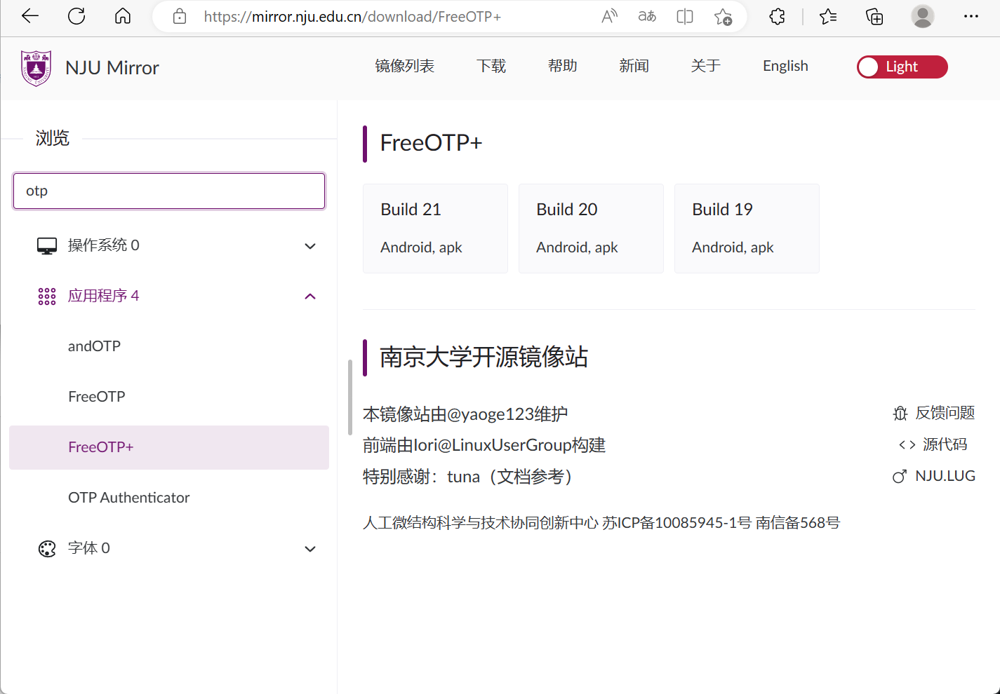 https://mirror.nju.edu.cn/download/FreeOTP+
NJU Mirror
镜像列表
下载
帮助
新闻
关于
English
Light
浏览
otp
操作系统 0
应用程序 4
andOTP
FreeOTP
FreeOTP+
OTP Authenticator
字体 0
FreeOTP+
Build 21
Android, apk
Build 20
Android, apk
Build 19
Android, apk
南京大学开源镜像站
本镜像站由@yaoge123维护
前端由Iori@LinuxUserGroup构建
特别感谢：tuna（文档参考）
反馈问题
源代码
NJU.LUG
人工微结构科学与技术协同创新中心 苏ICP备10085945-1号 南信备568号